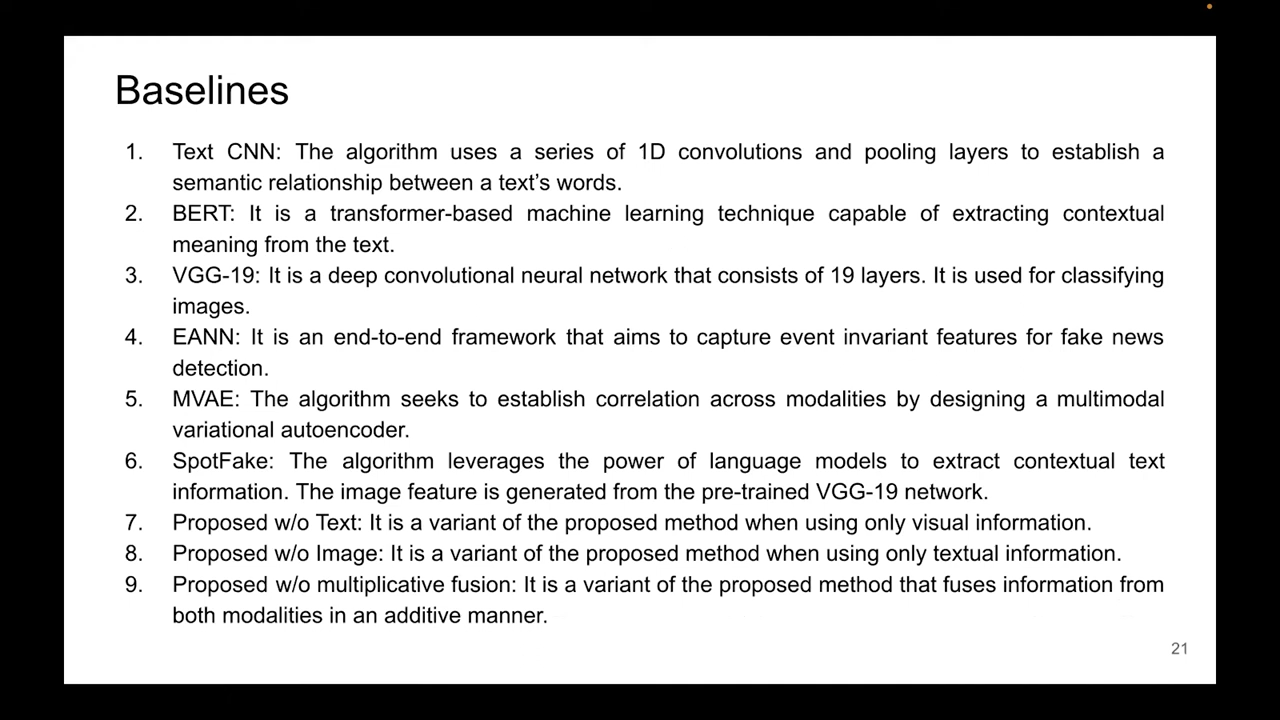 Baselines
1. Text CNN: The algorithm uses a series of 1D convolutions and pooling layers to establish a
semantic relationship between a text’s words.
2. BERT: It is a transformer-based machine learning technique capable of extracting contextual
meaning from the text.
3. VGG-19: It is a deep convolutional neural network that consists of 19 layers. It is used for classifying
images.
4. EANN: It is an end-to-end framework that aims to capture event invariant features for fake news
detection.
5. MVAE: The algorithm seeks to establish correlation across modalities by designing a multimodal
variational autoencoder.
6. SpotFake: The algorithm leverages the power of language models to extract contextual text
information. The image feature is generated from the pre-trained VGG-19 network.
7. Proposed w/o Text: It is a variant of the proposed method when using only visual information.
8. Proposed w/o Image: It is a variant of the proposed method when using only textual information.
9. Proposed w/o multiplicative fusion: It is a variant of the proposed method that fuses information from
both modalities in an additive manner.
21